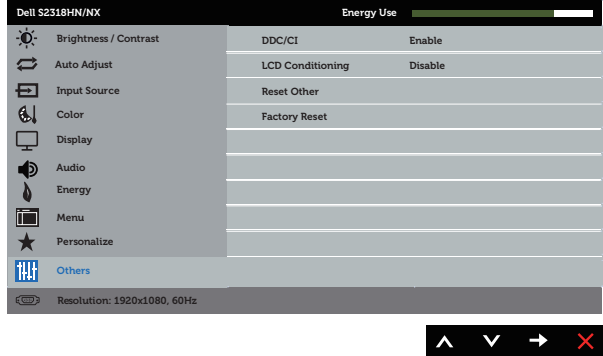 Dell S2318HN/NX Energy Use
Brightness / Contrast DDC/CI Enable
Auto Adjust LCD Conditioning Disable
Input Source Reset Other
Color Factory Reset
Display
Audio
Energy
Menu
Personalize
Others
Resolution: 1920x1080, 60Hz